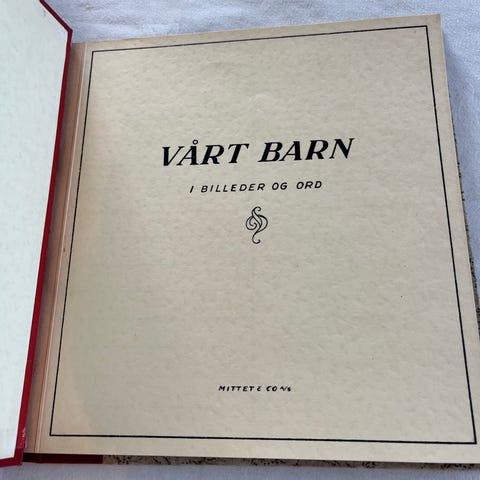 VÅRT BARN
I BILLEDER OG ORD
MITTET & CO A/S